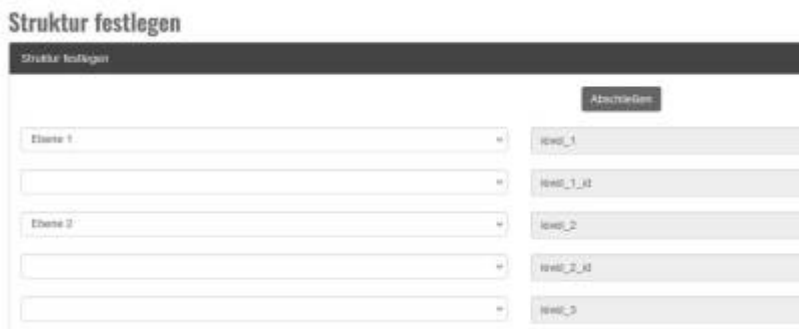 Struktur festlegen
Struktur festlegen
Abschließen
Ebene 1
level_1
level_1_id
Ebene 2
level_2
level_2_id
level_3